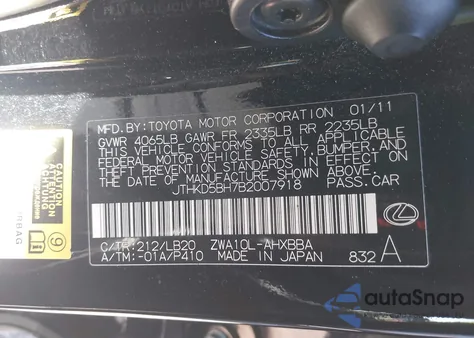 MFD.BY: TOYOTA MOTOR CORPORATION 01/11
GVWR 4065LB GAWR FR 2335LB RR 2235LB
THIS VEHICLE CONFORMS TO ALL APPLICABLE
FEDERAL MOTOR VEHICLE SAFETY, BUMPER, AND
THEFT PREVENTION STANDARDS IN EFFECT ON
THE DATE OF MANUFACTURE SHOWN ABOVE.
JTHKD5BH7B2007918 PASS.CAR
C/TR:212/LB20 ZWA10L-AHXBBA
A/TM:-01A/P410 MADE IN JAPAN 832 A
CAUTION
9
autoSnap